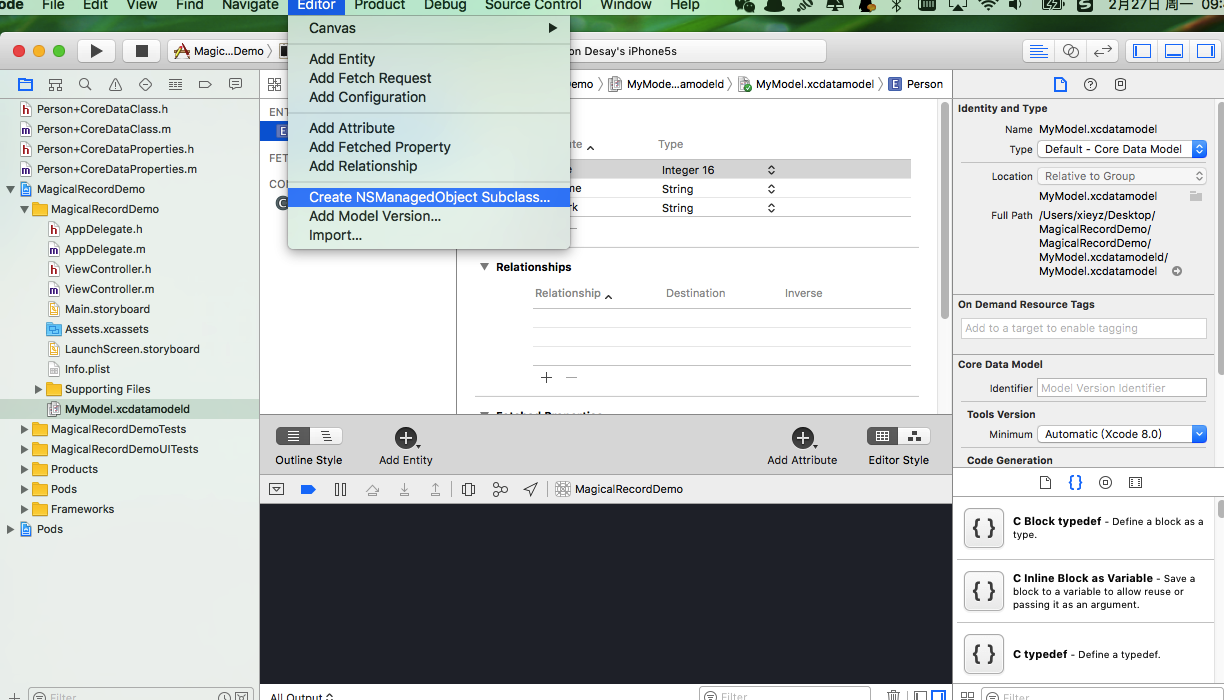 ode File Edit View Find Navigate Editor Product Debug Source Control Window Help 2月27日 周一 09:
Canvas
Add Entity
Add Fetch Request
Add Configuration
Add Attribute
Add Fetched Property
Add Relationship
Create NSManagedObject Subclass...
Add Model Version...
Import...
Magic...Demo
on Desay's iPhone5s
emo
MyMode...amodeld
MyModel.xcdatamodel
E Person
Person+CoreDataClass.h
Person+CoreDataClass.m
Person+CoreDataProperties.h
Person+CoreDataProperties.m
MagicalRecordDemo
MagicalRecordDemo
AppDelegate.h
AppDelegate.m
ViewController.h
ViewController.m
Main.storyboard
Assets.xcassets
LaunchScreen.storyboard
Info.plist
Supporting Files
MyModel.xcdatamodeld
MagicalRecordDemoTests
MagicalRecordDemoUITests
Products
Pods
Frameworks
Pods
Filter
ENT
E
FET
CO
C
ute Type
e Integer 16
me String
rk String
Relationships
Relationship Destination Inverse
Fetched Properties
Outline Style
Add Entity
Add Attribute
Editor Style
MagicalRecordDemo
All Output
Filter
Identity and Type
Name MyModel.xcdatamodel
Type Default - Core Data Model
Location Relative to Group
MyModel.xcdatamodel
Full Path /Users/xieyz/Desktop/
MagicalRecordDemo/
MagicalRecordDemo/
MyModel.xcdatamodeld/
MyModel.xcdatamodel
On Demand Resource Tags
Add to a target to enable tagging
Core Data Model
Identifier Model Version Identifier
Tools Version
Minimum Automatic (Xcode 8.0)
Code Generation
{ } C Block typedef - Define a block as a
type.
{ } C Inline Block as Variable - Save a
block to a variable to allow reuse or
passing it as an argument.
{ } C typedef - Define a typedef.
Filter